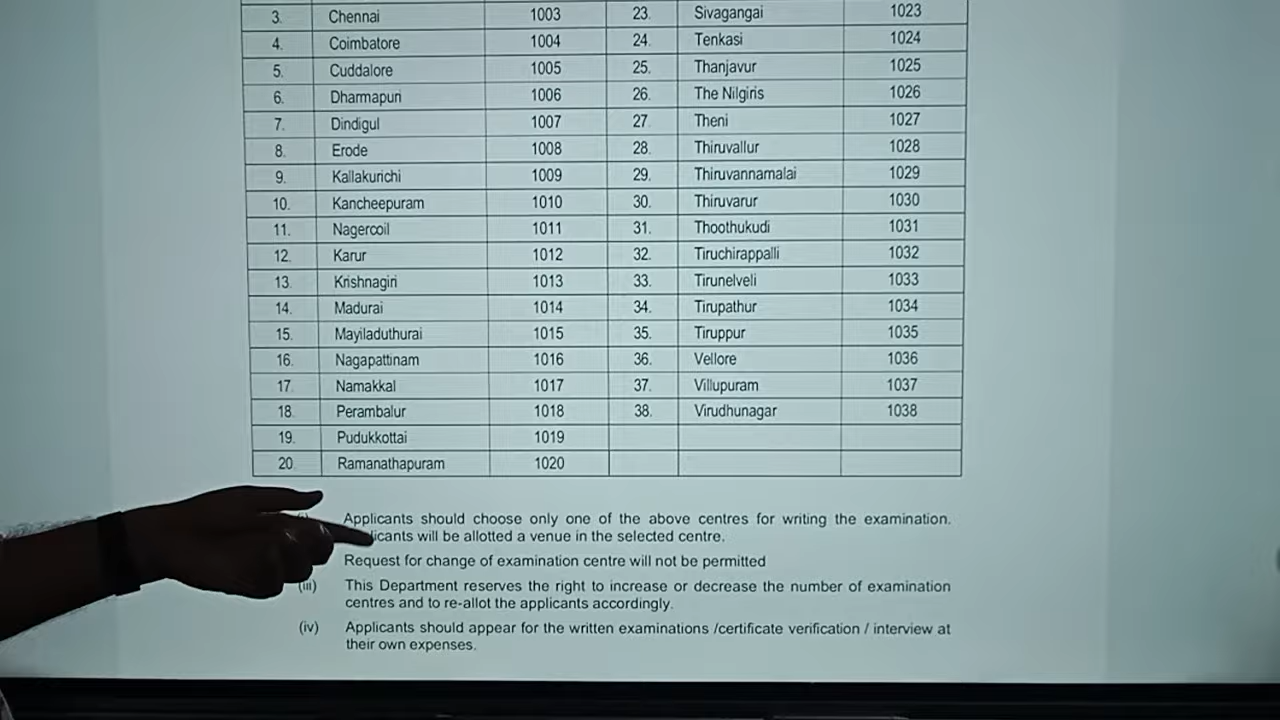 3. Chennai 1003 23. Sivagangai 1023
4. Coimbatore 1004 24. Tenkasi 1024
5. Cuddalore 1005 25. Thanjavur 1025
6. Dharmapuri 1006 26. The Nilgiris 1026
7. Dindigul 1007 27. Theni 1027
8. Erode 1008 28. Thiruvallur 1028
9. Kallakurichi 1009 29. Thiruvannamalai 1029
10. Kancheepuram 1010 30. Thiruvarur 1030
11. Nagercoil 1011 31. Thoothukudi 1031
12. Karur 1012 32. Tiruchirappalli 1032
13. Krishnagiri 1013 33. Tirunelveli 1033
14. Madurai 1014 34. Tirupathur 1034
15. Mayiladuthurai 1015 35. Tiruppur 1035
16. Nagapattinam 1016 36. Vellore 1036
17. Namakkal 1017 37. Villupuram 1037
18. Perambalur 1018 38. Virudhunagar 1038
19. Pudukkottai 1019
20. Ramanathapuram 1020
Applicants should choose only one of the above centres for writing the examination.
will be allotted a venue in the selected centre.
Request for change of examination centre will not be permitted
(iii) This Department reserves the right to increase or decrease the number of examination
centres and to re-allot the applicants accordingly.
(iv) Applicants should appear for the written examinations /certificate verification / interview at
their own expenses.